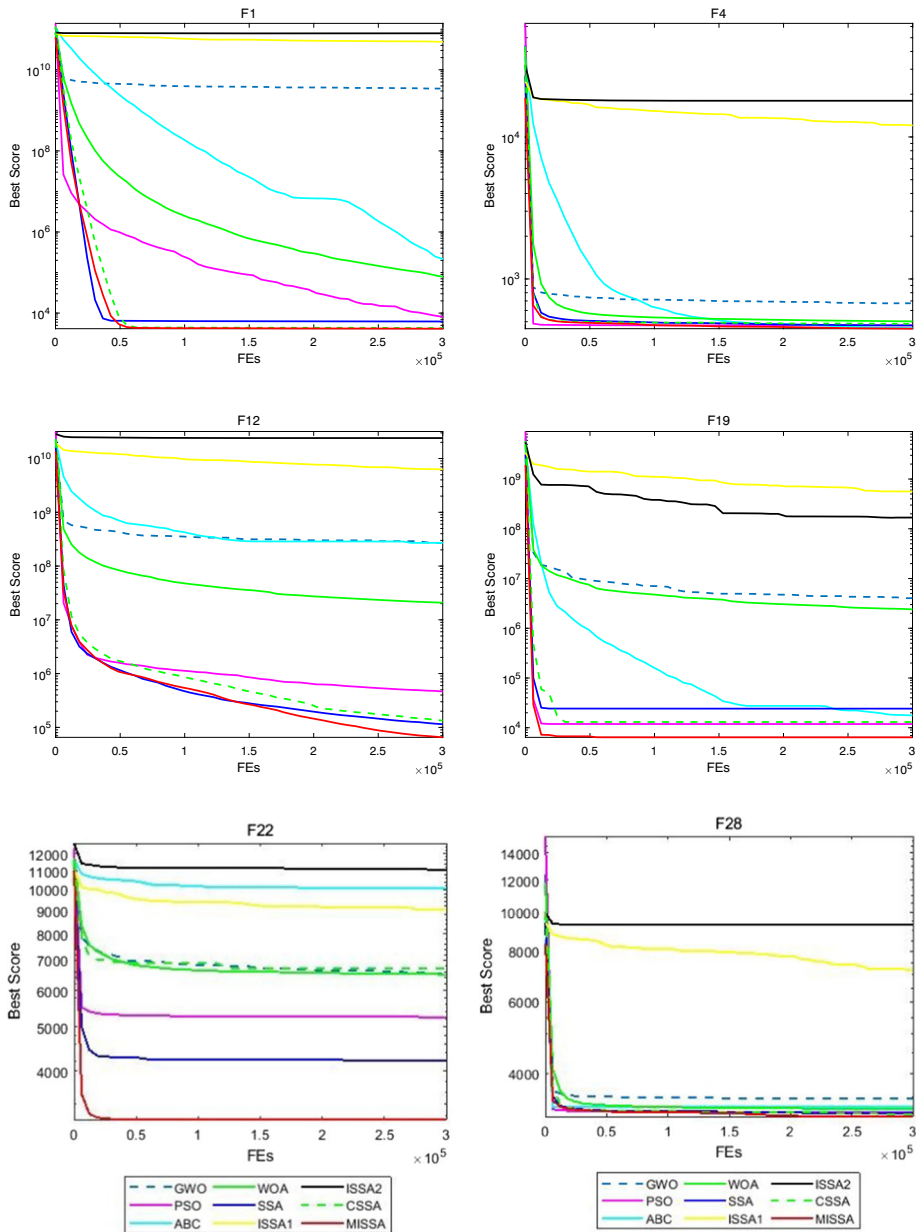 F1
Best Score
10^10
10^8
10^6
10^4
0 0.5 1 1.5 2 2.5 3
FEs
×10^5
F4
Best Score
10^4
10^3
0 0.5 1 1.5 2 2.5 3
FEs
×10^5
F12
Best Score
10^10
10^9
10^8
10^7
10^6
10^5
0 0.5 1 1.5 2 2.5 3
FEs
×10^5
F19
Best Score
10^9
10^8
10^7
10^6
10^5
10^4
0 0.5 1 1.5 2 2.5 3
FEs
×10^5
F22
Best Score
12000
11000
10000
9000
8000
7000
6000
5000
4000
0 0.5 1 1.5 2 2.5 3
FEs
×10^5
GWO WOA ISSA2
PSO SSA CSSA
ABC ISSA1 MISSA
F28
Best Score
14000
12000
10000
8000
6000
4000
0 0.5 1 1.5 2 2.5 3
FEs
×10^5
GWO WOA ISSA2
PSO SSA CSSA
ABC ISSA1 MISSA